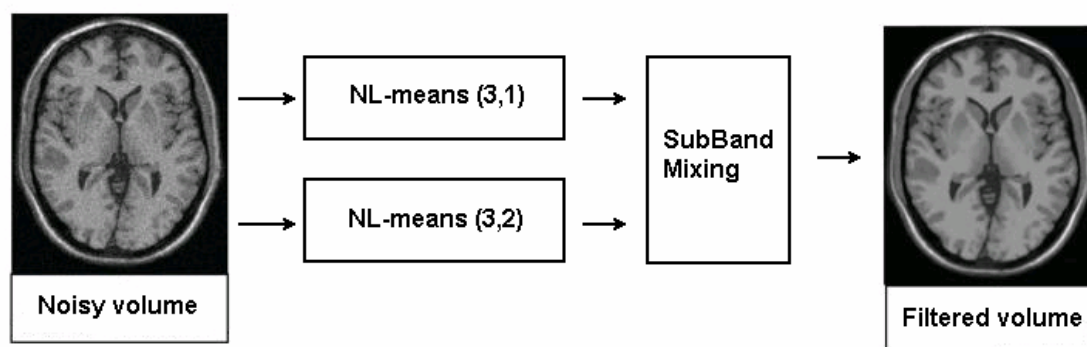 Noisy volume
NL-means (3,1)
NL-means (3,2)
SubBand
Mixing
Filtered volume